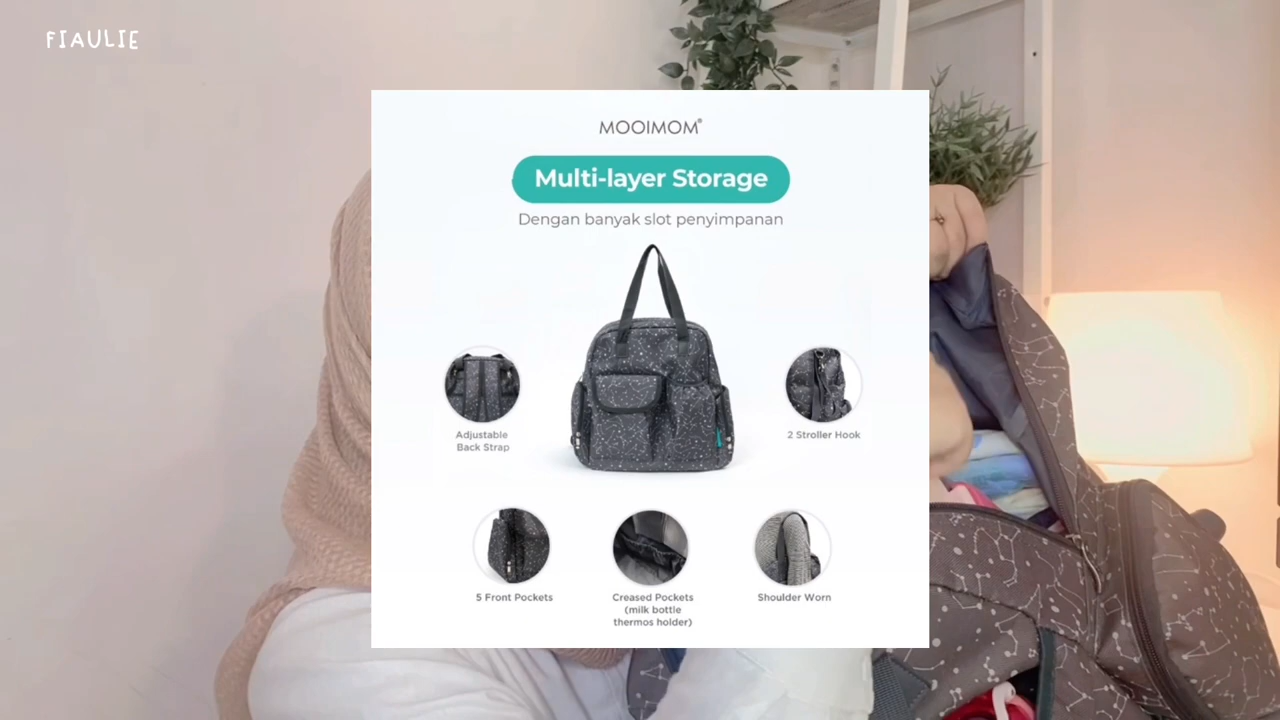 FIAULIE
MOOIMOM®
Multi-layer Storage
Dengan banyak slot penyimpanan
Adjustable
Back Strap
2 Stroller Hook
5 Front Pockets
Creased Pockets
(milk bottle
thermos holder)
Shoulder Worn